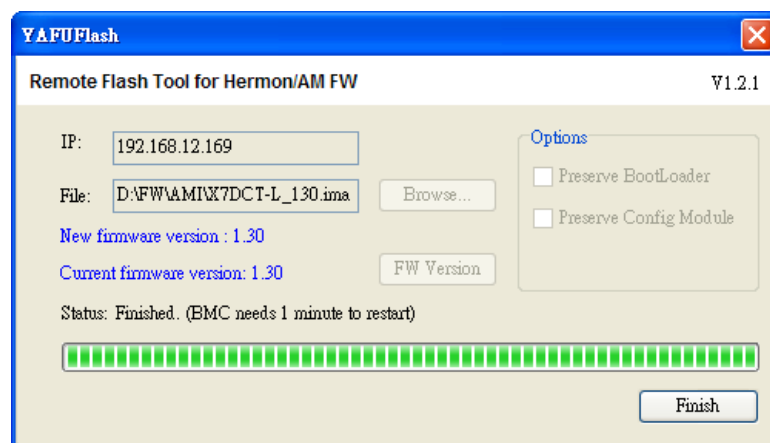 YAFUFlash
Remote Flash Tool for Hermon/AM FW
V1.2.1
IP: 192.168.12.169
File: D:\FW\AMI\X7DCT-L_130.ima Browse...
New firmware version : 1.30
Current firmware version: 1.30 FW Version
Options
Preserve BootLoader
Preserve Config Module
Status: Finished. (BMC needs 1 minute to restart)
Finish